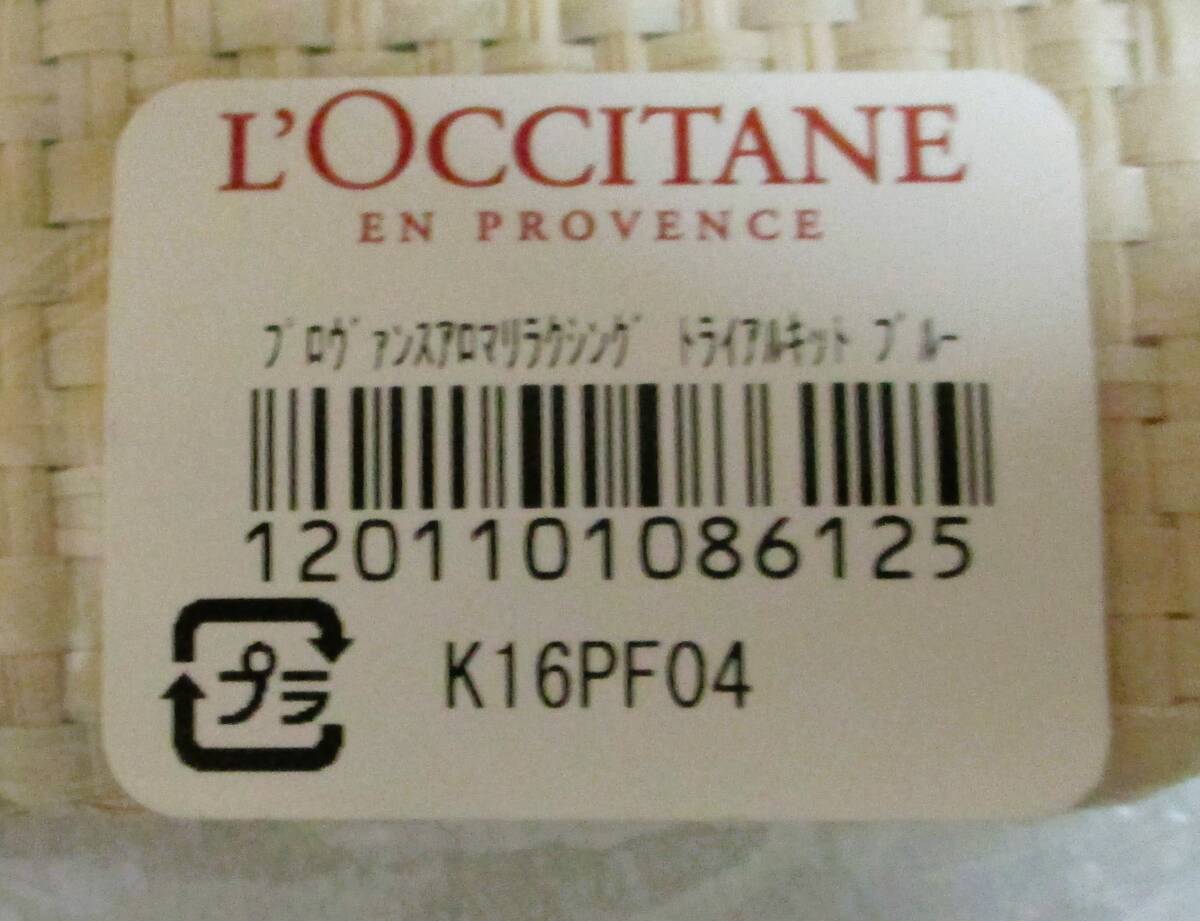 L'OCCITANE
EN PROVENCE
プロヴァンスアロマリラクシング トライアルキット ブルー
1201101086125
プラ
K16PF04